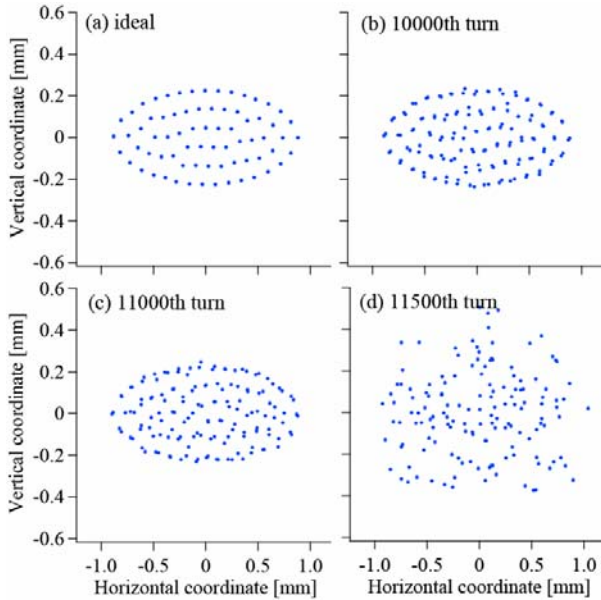 (a) ideal
(b) 10000th turn
0.6
0.4
0.2
0
-0.2
-0.4
-0.6
Vertical coordinate [mm]
(c) 11000th turn
(d) 11500th turn
0.6
0.4
0.2
0
-0.2
-0.4
-0.6
Vertical coordinate [mm]
-1.0 -0.5 0 0.5 1.0
-1.0 -0.5 0 0.5 1.0
Horizontal coordinate [mm]
Horizontal coordinate [mm]